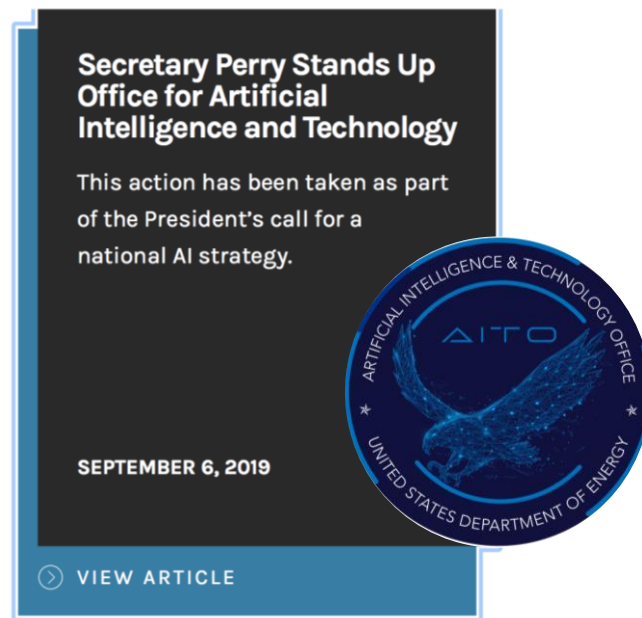 Secretary Perry Stands Up
Office for Artificial
Intelligence and Technology
This action has been taken as part
of the President's call for a
national AI strategy.
SEPTEMBER 6, 2019
VIEW ARTICLE
ARTIFICIAL INTELLIGENCE & TECHNOLOGY OFFICE
AITO
UNITED STATES DEPARTMENT OF ENERGY